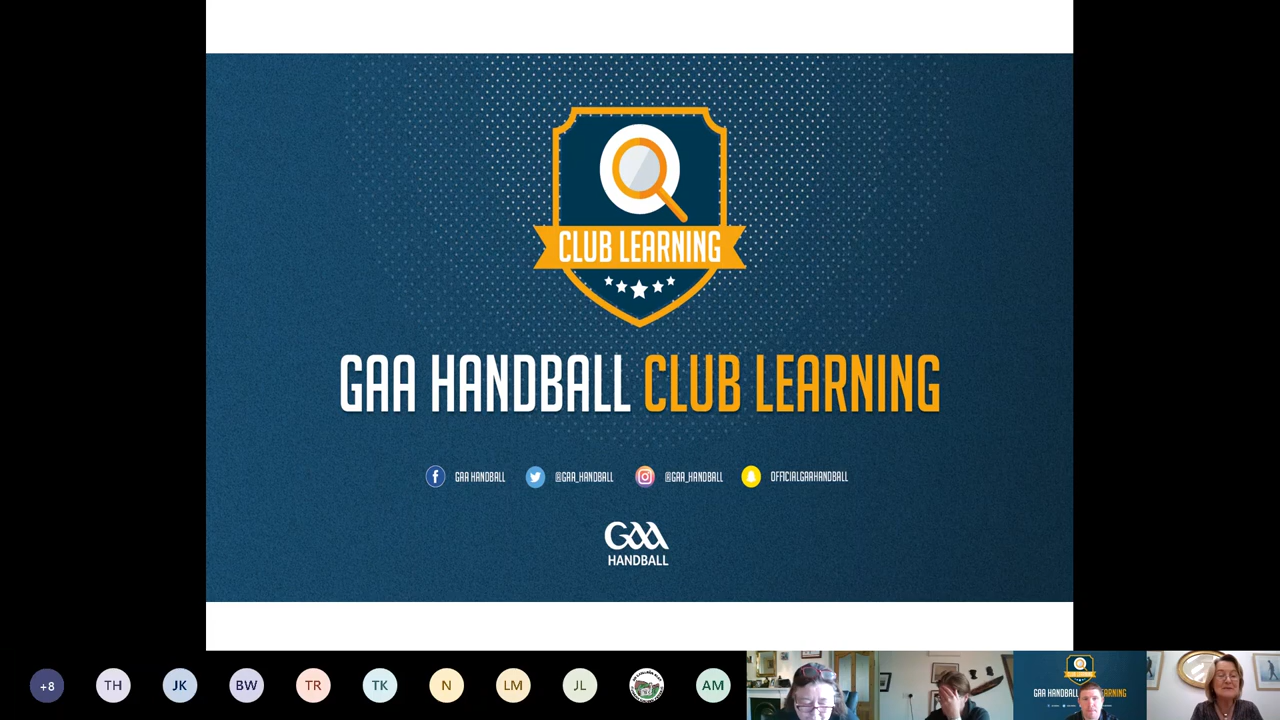 CLUB LEARNING
GAA HANDBALL CLUB LEARNING
GAA HANDBALL
@GAA_HANDBALL
@GAA_HANDBALL
OFFICIALGAAHANDBALL
GAA
HANDBALL
+8
TH
JK
BW
TR
TK
N
LM
JL
AM